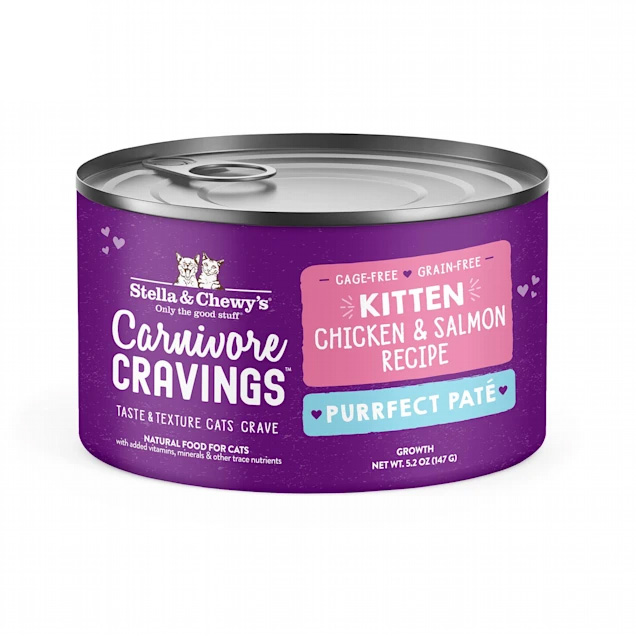 Stella & Chewy's®
Only the good stuff®
Carnivore
CRAVINGS™
TASTE & TEXTURE CATS CRAVE
NATURAL FOOD FOR CATS
with added vitamins, minerals & other trace nutrients
CAGE-FREE GRAIN-FREE
KITTEN
CHICKEN & SALMON
RECIPE
PURRFECT PATÉ
GROWTH
NET WT. 5.2 OZ (147 G)